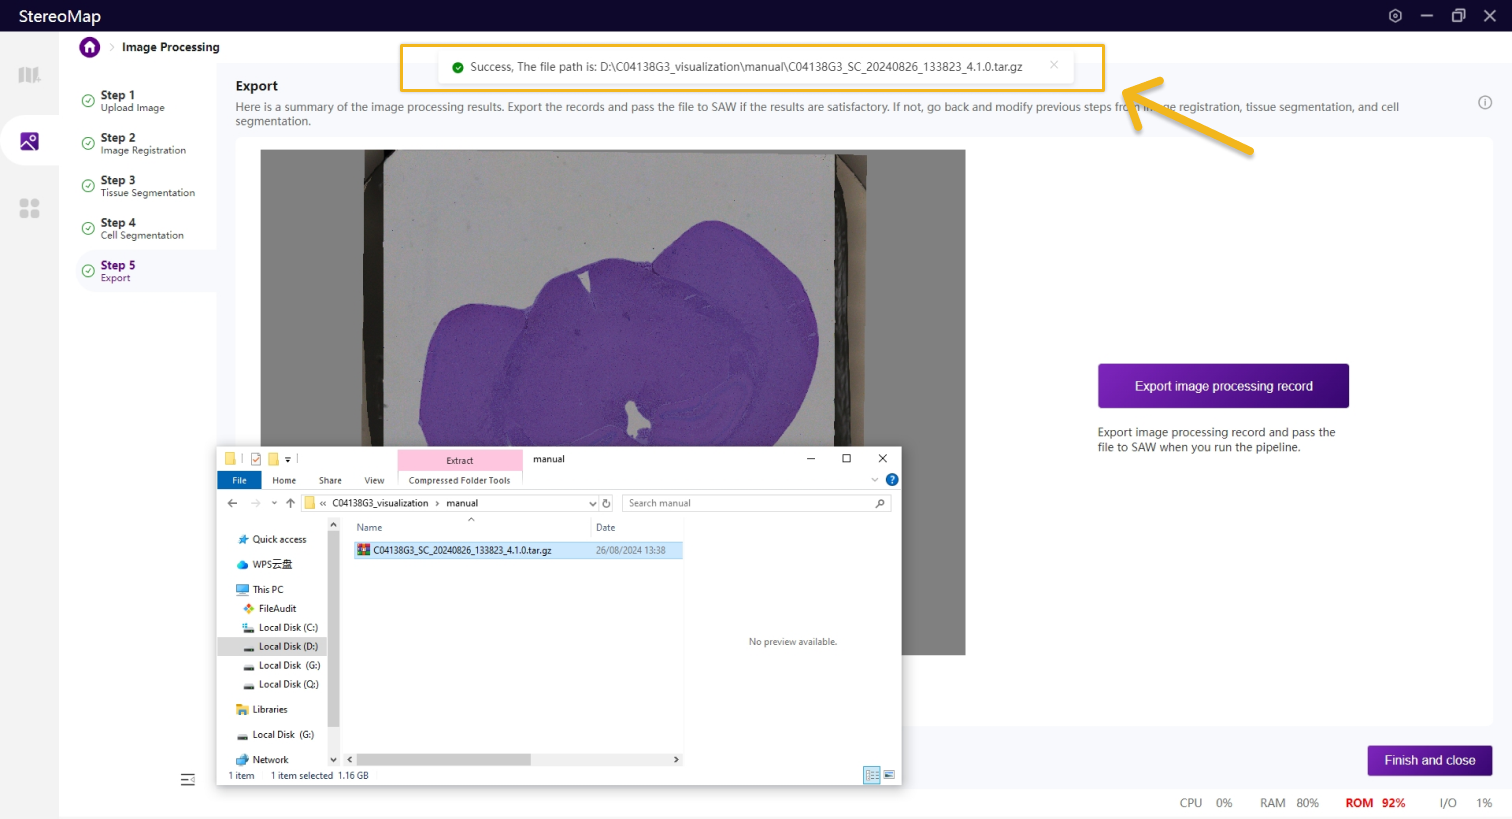 StereoMap
Image Processing
Success, The file path is: D:\C04138G3_visualization\manual\C04138G3_SC_20240826_133823_4.1.0.tar.gz
Step 1
Upload Image
Step 2
Image Registration
Step 3
Tissue Segmentation
Step 4
Cell Segmentation
Step 5
Export
Export
Here is a summary of the image processing results. Export the records and pass the file to SAW if the results are satisfactory. If not, go back and modify previous steps from image registration, tissue segmentation, and cell
segmentation.
Export image processing record
Export image processing record and pass the
file to SAW when you run the pipeline.
Extract
manual
File Home Share View Compressed Folder Tools
« C04138G3_visualization › manual
Search manual
Quick access
WPS云盘
This PC
FileAudit
Local Disk (C:)
Local Disk (D:)
Local Disk (G:)
Local Disk (Q:)
Libraries
Local Disk (G:)
Network
Name Date
C04138G3_SC_20240826_133823_4.1.0.tar.gz 26/08/2024 13:38
No preview available.
1 item 1 item selected 1.16 GB
Finish and close
CPU 0% RAM 80% ROM 92% I/O 1%